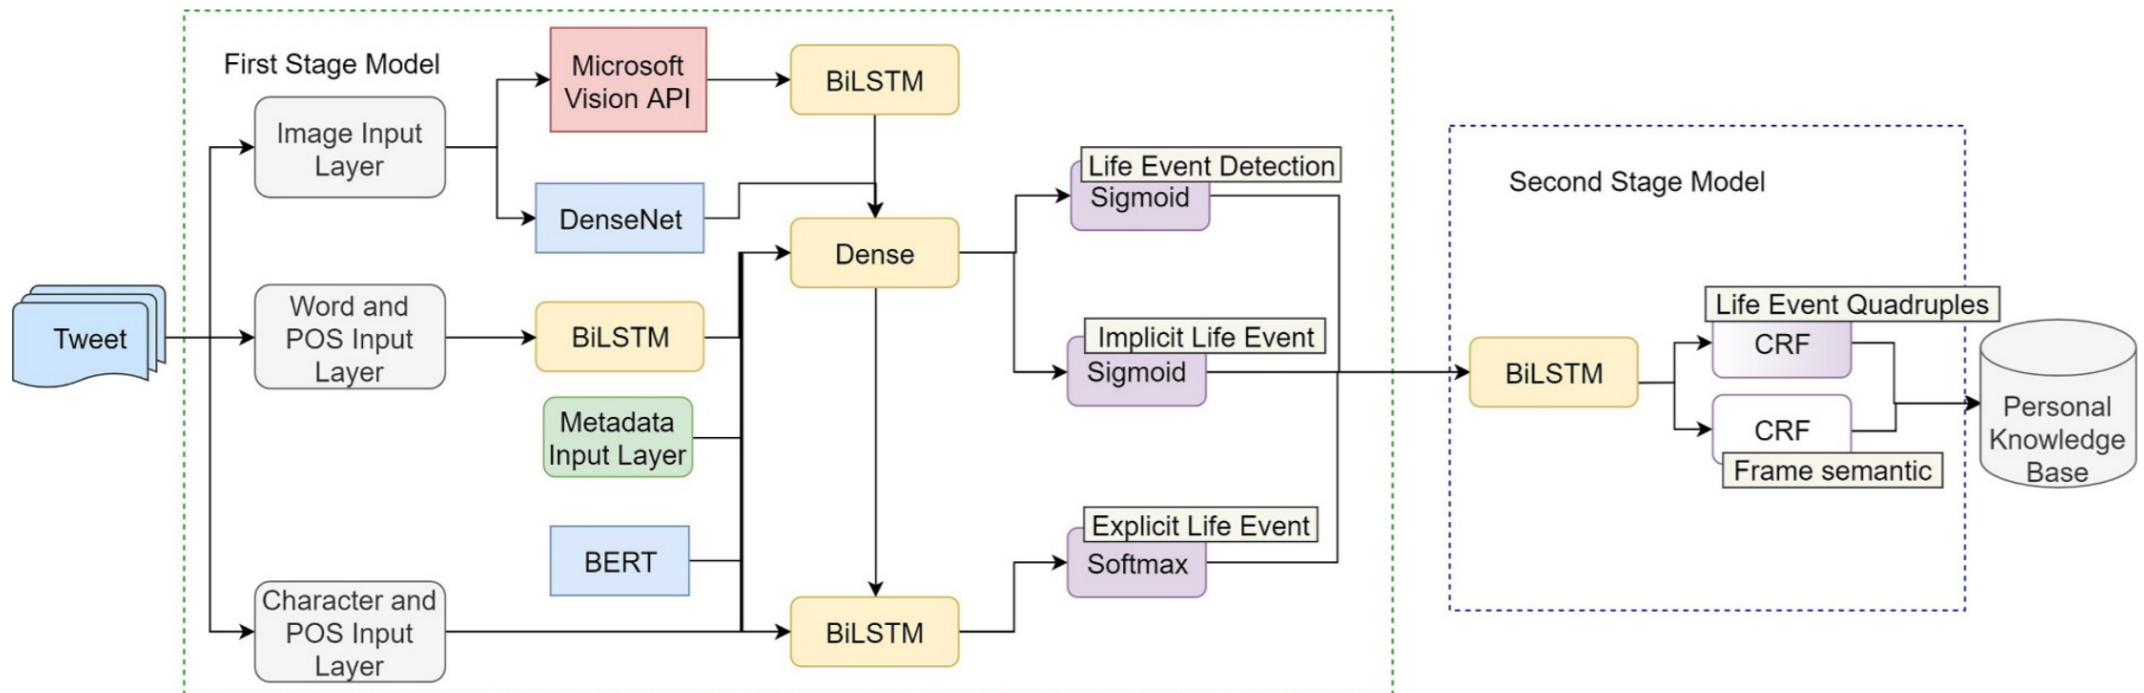 First Stage Model
Microsoft
Vision API
BiLSTM
Image Input
Layer
DenseNet
Dense
Life Event Detection
Sigmoid
Second Stage Model
Tweet
Word and
POS Input
Layer
BiLSTM
Implicit Life Event
Sigmoid
Metadata
Input Layer
BERT
Explicit Life Event
Softmax
Character and
POS Input
Layer
BiLSTM
BiLSTM
Life Event Quadruples
CRF
CRF
Frame semantic
Personal
Knowledge
Base